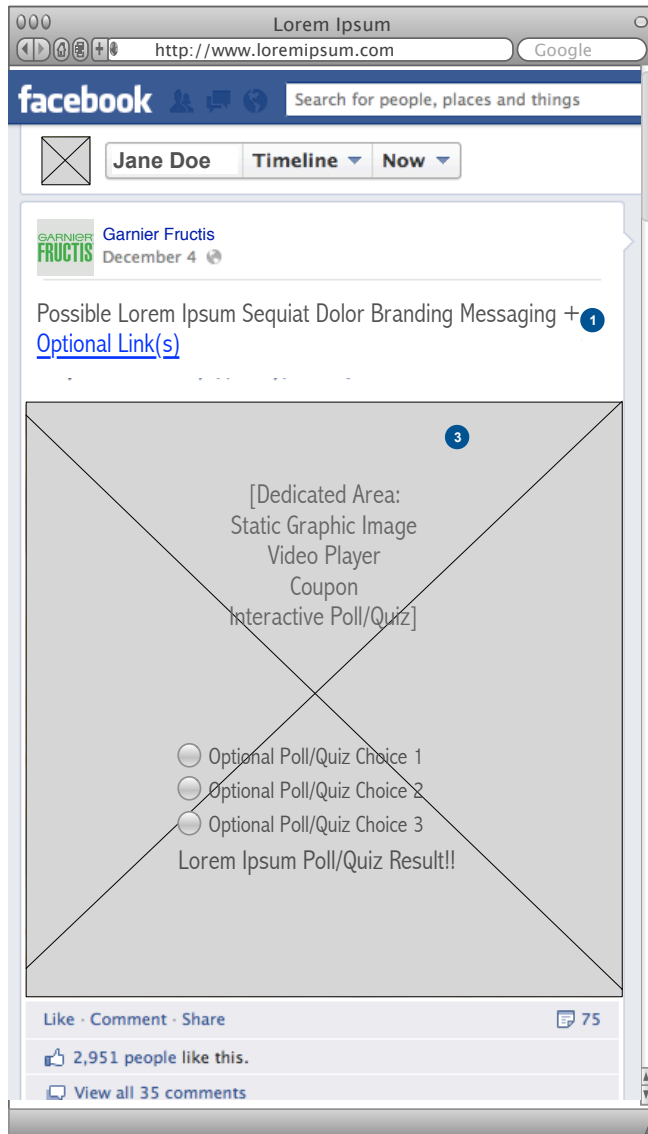 Lorem Ipsum
http://www.loremipsum.com
Google
facebook
Search for people, places and things
Jane Doe
Timeline
Now
GARNIER
FRUCTIS
Garnier Fructis
December 4
Possible Lorem Ipsum Sequiat Dolor Branding Messaging +
1
Optional Link(s)
3
[Dedicated Area:
Static Graphic Image
Video Player
Coupon
Interactive Poll/Quiz]
Optional Poll/Quiz Choice 1
Optional Poll/Quiz Choice 2
Optional Poll/Quiz Choice 3
Lorem Ipsum Poll/Quiz Result!!
Like · Comment · Share
75
2,951 people like this.
View all 35 comments